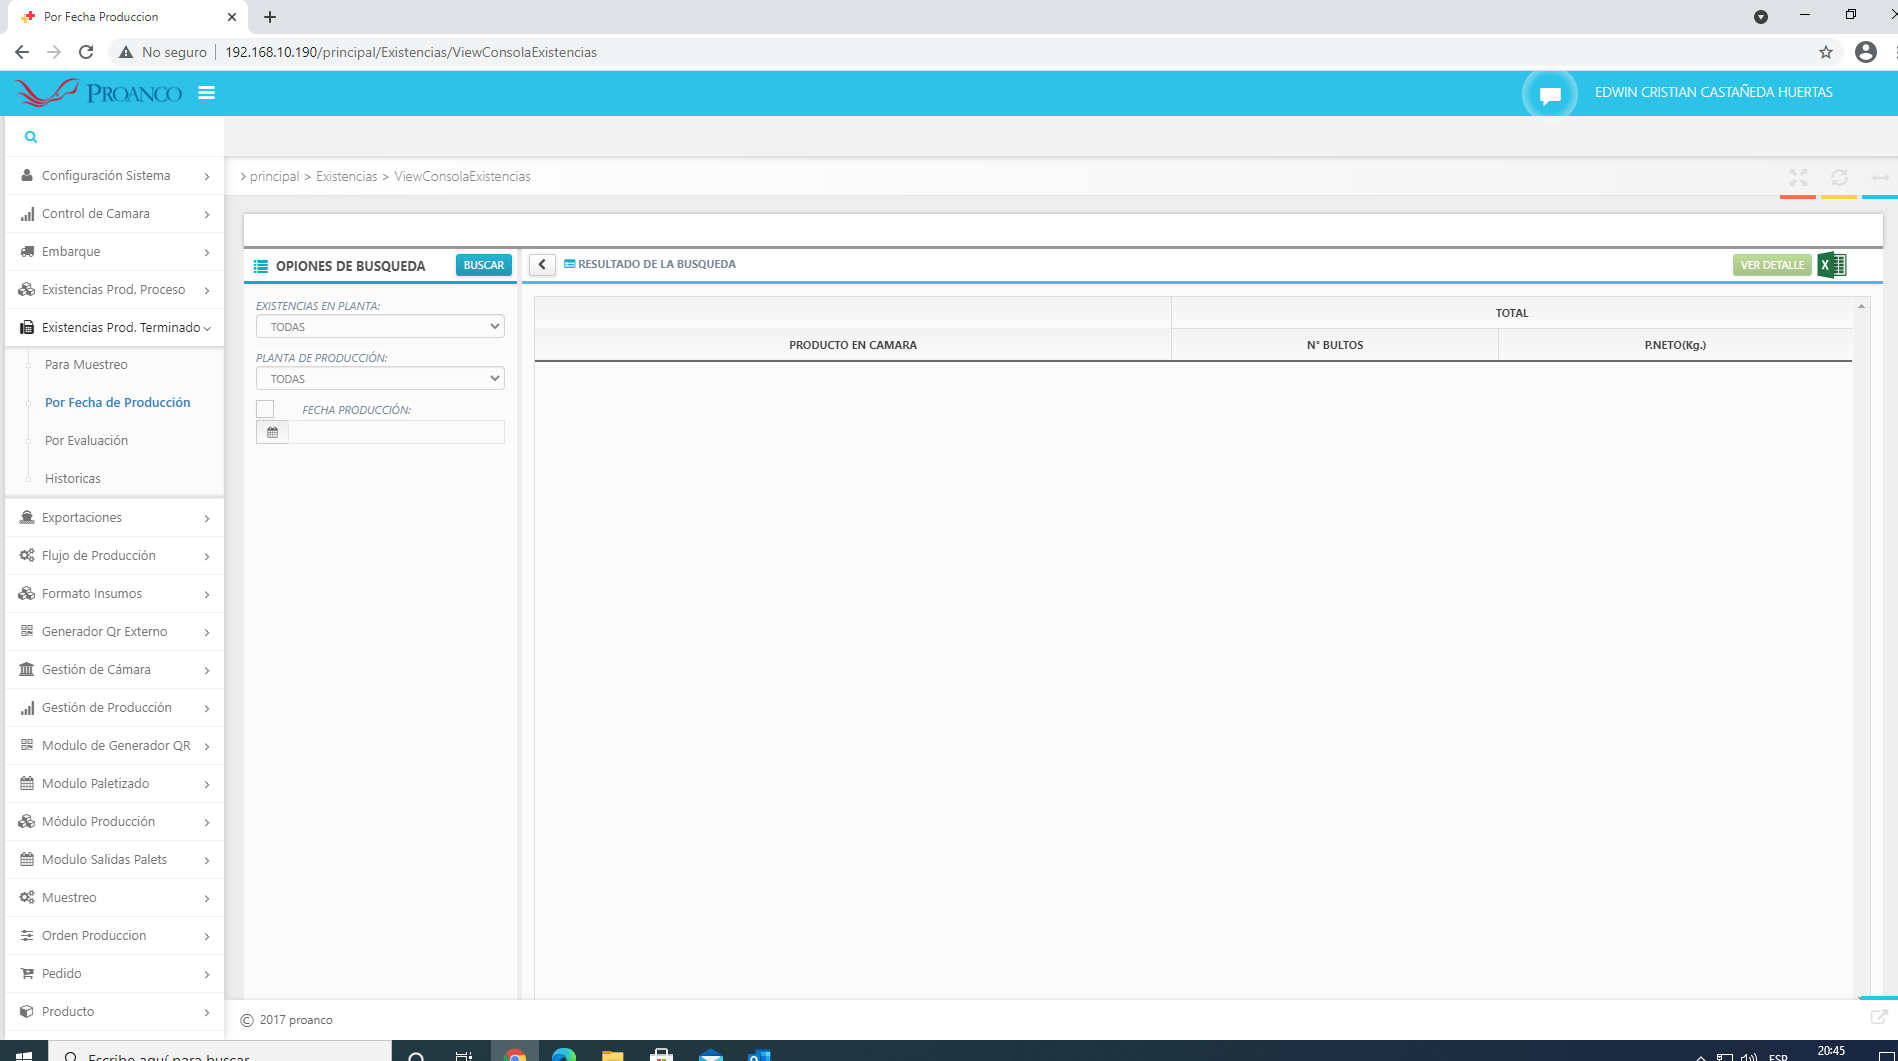 Por Fecha Produccion
No seguro
192.168.10.190/principal/Existencias/ViewConsolaExistencias
PROANCO
EDWIN CRISTIAN CASTAÑEDA HUERTAS
Configuración Sistema
Control de Camara
Embarque
Existencias Prod. Proceso
Existencias Prod. Terminado
Para Muestreo
Por Fecha de Producción
Por Evaluación
Historicas
Exportaciones
Flujo de Producción
Formato Insumos
Generador Qr Externo
Gestión de Cámara
Gestión de Producción
Modulo de Generador QR
Modulo Paletizado
Módulo Producción
Modulo Salidas Palets
Muestreo
Orden Produccion
Pedido
Producto
> principal > Existencias > ViewConsolaExistencias
OPIONES DE BUSQUEDA
BUSCAR
EXISTENCIAS EN PLANTA:
TODAS
PLANTA DE PRODUCCIÓN:
TODAS
FECHA PRODUCCIÓN:
RESULTADO DE LA BUSQUEDA
VER DETALLE
TOTAL
PRODUCTO EN CAMARA
N° BULTOS
P.NETO(Kg.)
© 2017 proanco
Escribe aquí para buscar
ESP
20:45